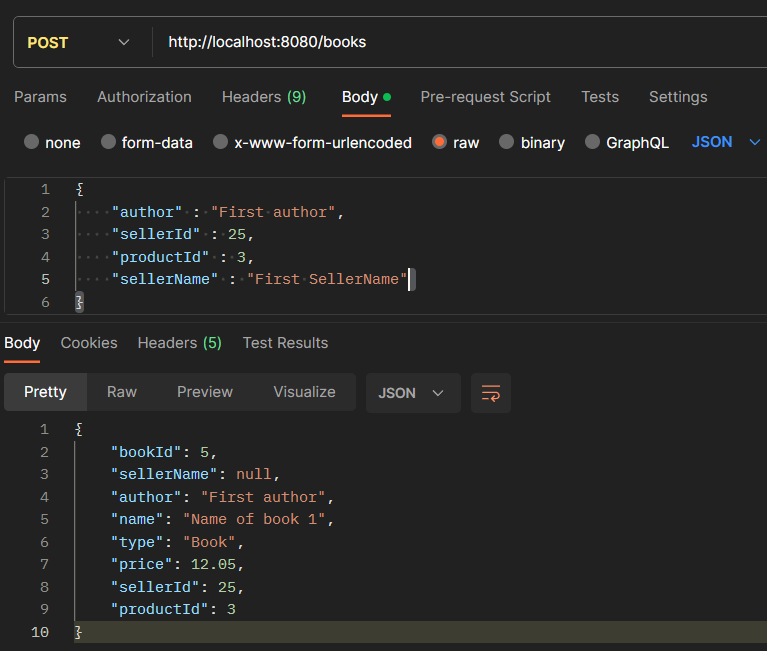 POST http://localhost:8080/books
Params Authorization Headers (9) Body Pre-request Script Tests Settings
none form-data x-www-form-urlencoded raw binary GraphQL JSON
1 {
2 "author" : "First author",
3 "sellerId" : 25,
4 "productId" : 3,
5 "sellerName" : "First SellerName"
6 }
Body Cookies Headers (5) Test Results
Pretty Raw Preview Visualize JSON
1 {
2 "bookId": 5,
3 "sellerName": null,
4 "author": "First author",
5 "name": "Name of book 1",
6 "type": "Book",
7 "price": 12.05,
8 "sellerId": 25,
9 "productId": 3
10 }